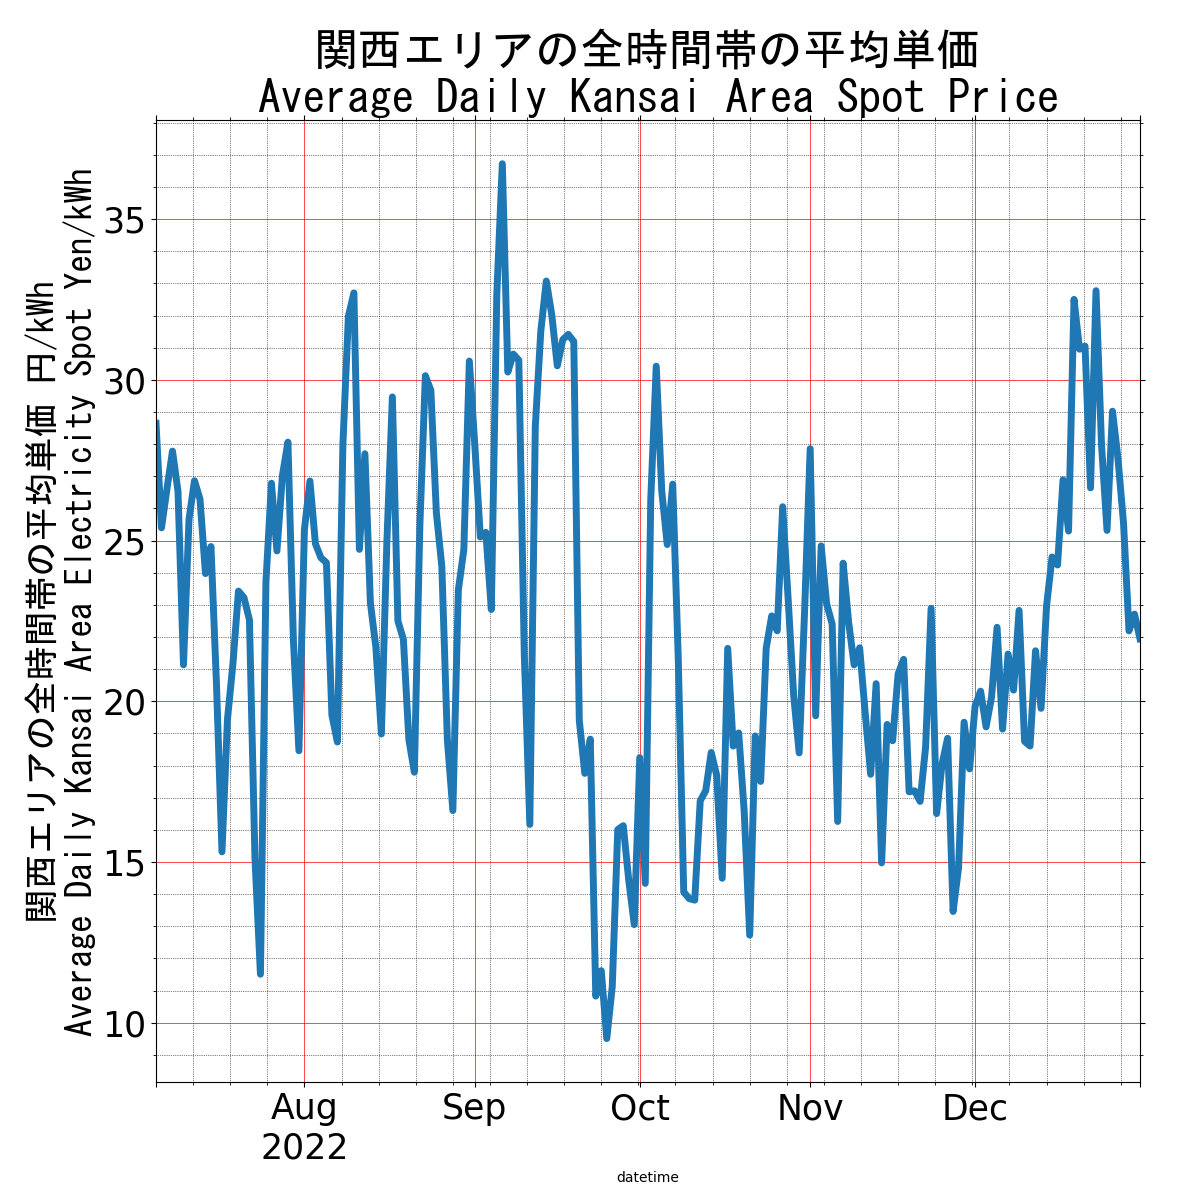 関西エリアの全時間帯の平均単価
Average Daily Kansai Area Spot Price
関西エリアの全時間帯の平均単価 円/kWh
Average Daily Kansai Area Electricity Spot Yen/kWh
35
30
25
20
15
10
Aug
2022
Sep
Oct
Nov
Dec
datetime